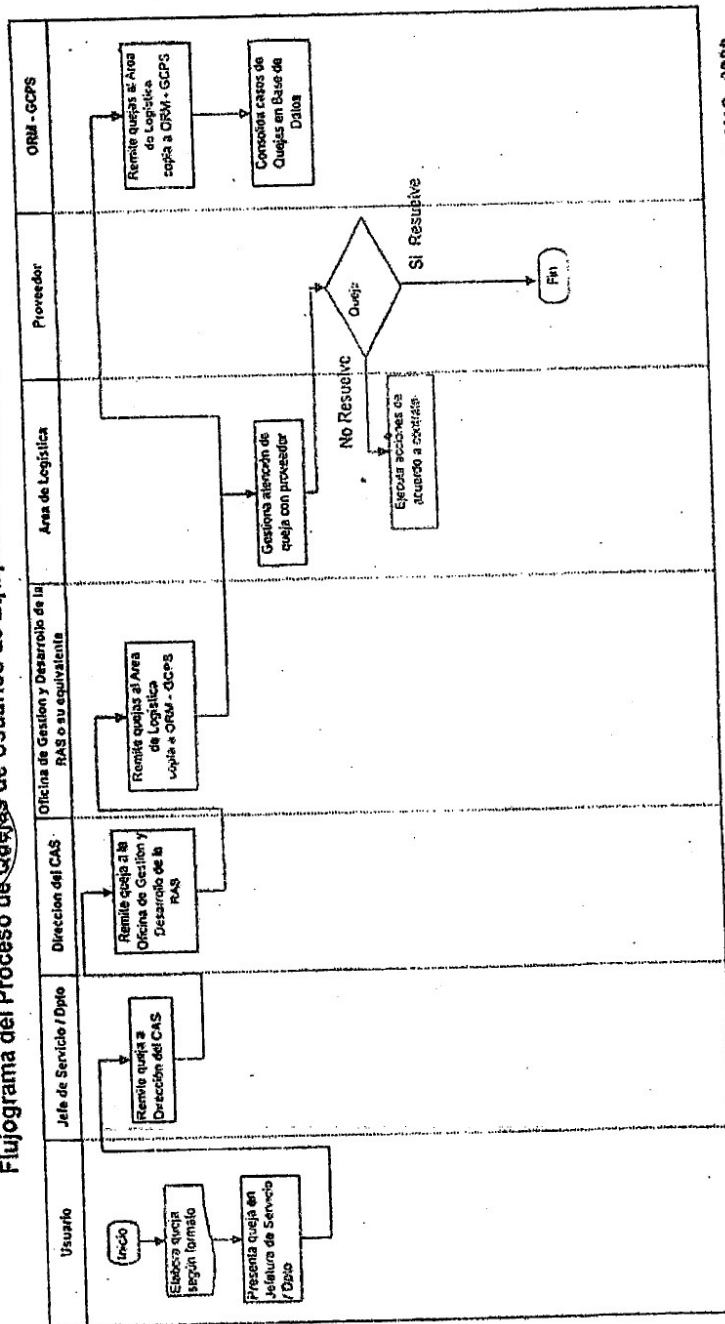 Flujograma del Proceso de Quejas de Usuarios de
Usuario
Jefe de Servicio / Dpto
Direccion del CAS
Oficina de Gestion y Desarrollo de la
RAS o su equivalente
Area de Logística
Proveedor
ORM - GCPS
Inicio
Elabora queja
según formato
Presenta queja en
Jefatura de Servicio
/ Dpto
Remite queja a
Dirección del CAS
Remite queja a la
Oficina de Gestion y
Desarrollo de la
RAS
Remite quejas al Area
de Logística
copia a ORM - GCPS
Gestiona atención de
queja con proveedor
No Resuelve
Ejecuta acciones de
acuerdo a contrato
Queja
Si Resuelve
Fin
Remite quejas al Area
de Logística
copia a ORM - GCPS
Consolida casos de
Quejas en Base de
Datos